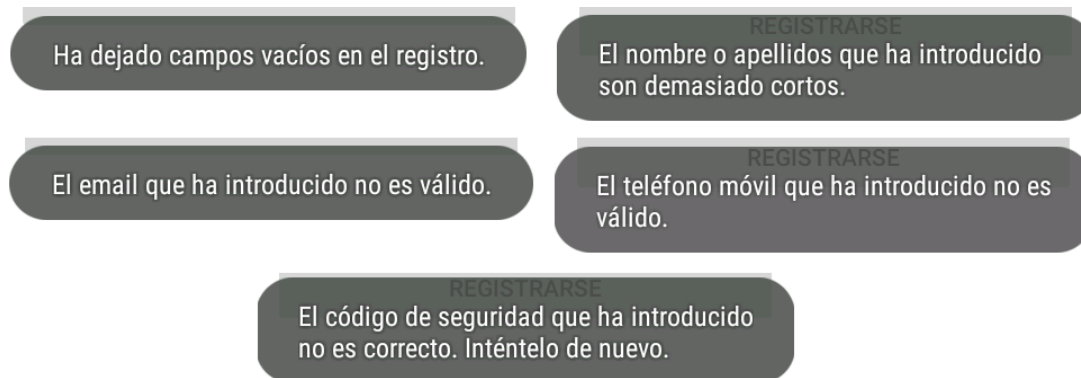 Ha dejado campos vacíos en el registro.
REGISTRARSE
El nombre o apellidos que ha introducido
son demasiado cortos.
El email que ha introducido no es válido.
REGISTRARSE
El teléfono móvil que ha introducido no es
válido.
REGISTRARSE
El código de seguridad que ha introducido
no es correcto. Inténtelo de nuevo.